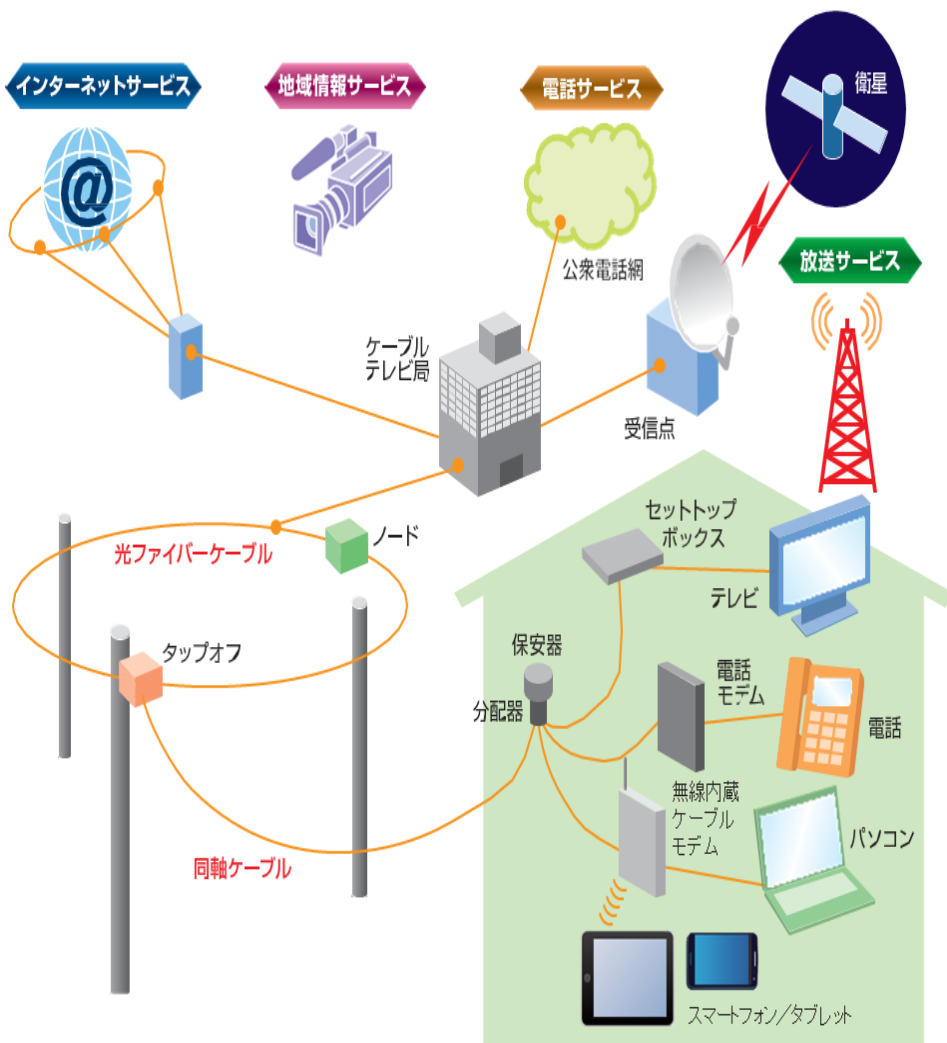 インターネットサービス
地域情報サービス
電話サービス
衛星
@
公衆電話網
放送サービス
ケーブル
テレビ局
受信点
セットトップ
ボックス
光ファイバーケーブル
ノード
テレビ
タップオフ
保安器
電話
モデム
分配器
電話
無線内蔵
ケーブル
モデム
パソコン
同軸ケーブル
スマートフォン/タブレット